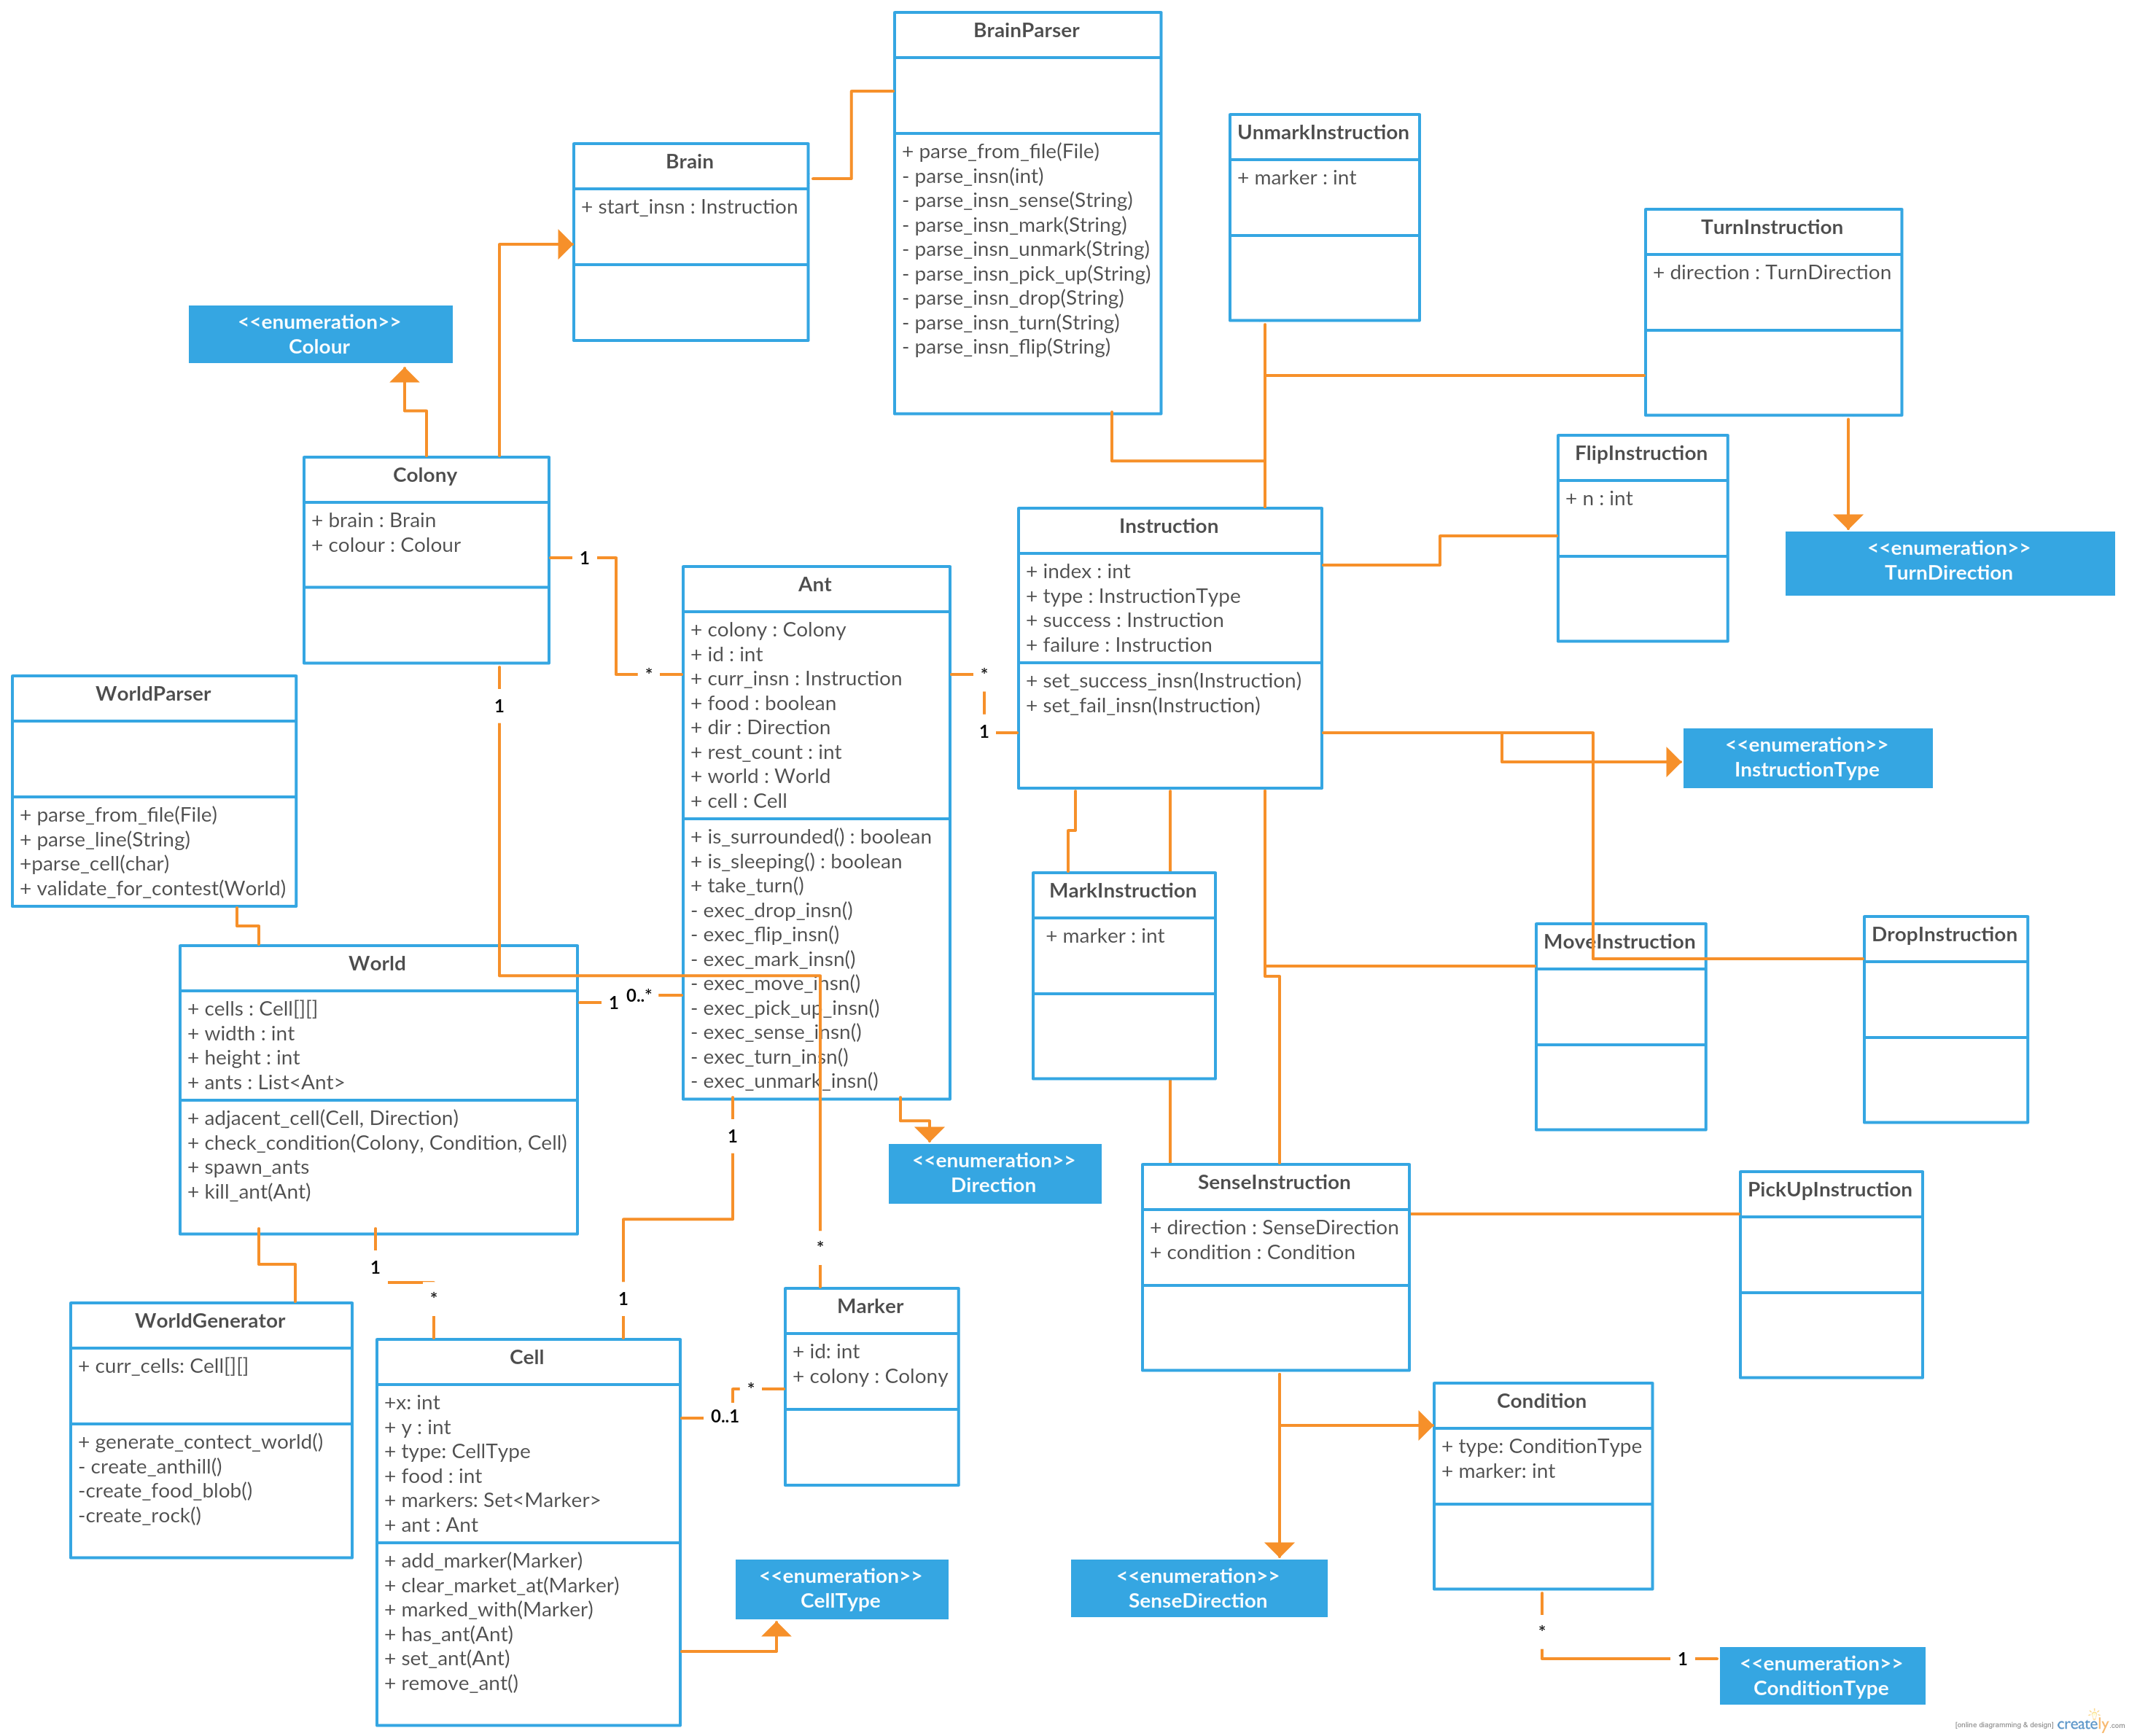 BrainParser
+ parse_from_file(File)
- parse_insn(int)
- parse_insn_sense(String)
- parse_insn_mark(String)
- parse_insn_unmark(String)
- parse_insn_pick_up(String)
- parse_insn_drop(String)
- parse_insn_turn(String)
- parse_insn_flip(String)
UnmarkInstruction
+ marker : int
Brain
+ start_insn : Instruction
TurnInstruction
+ direction : TurnDirection
<<enumeration>>
Colour
FlipInstruction
+ n : int
Colony
+ brain : Brain
+ colour : Colour
1
*
1
Instruction
+ index : int
+ type : InstructionType
+ success : Instruction
+ failure : Instruction
+ set_success_insn(Instruction)
+ set_fail_insn(Instruction)
<<enumeration>>
TurnDirection
Ant
+ colony : Colony
+ id : int
+ curr_insn : Instruction
+ food : boolean
+ dir : Direction
+ rest_count : int
+ world : World
+ cell : Cell
+ is_surrounded() : boolean
+ is_sleeping() : boolean
+ take_turn()
- exec_drop_insn()
- exec_flip_insn()
- exec_mark_insn()
- exec_move_insn()
- exec_pick_up_insn()
- exec_sense_insn()
- exec_turn_insn()
- exec_unmark_insn()
*
1
WorldParser
+ parse_from_file(File)
+ parse_line(String)
+parse_cell(char)
+ validate_for_contest(World)
<<enumeration>>
InstructionType
MarkInstruction
+ marker : int
MoveInstruction
DropInstruction
World
+ cells : Cell[][]
+ width : int
+ height : int
+ ants : List<Ant>
+ adjacent_cell(Cell, Direction)
+ check_condition(Colony, Condition, Cell)
+ spawn_ants
+ kill_ant(Ant)
1
0..*
1
<<enumeration>>
Direction
SenseInstruction
+ direction : SenseDirection
+ condition : Condition
PickUpInstruction
1
*
1
*
WorldGenerator
+ curr_cells: Cell[][]
+ generate_contect_world()
- create_anthill()
-create_food_blob()
-create_rock()
Cell
+x: int
+ y : int
+ type: CellType
+ food : int
+ markers: Set<Marker>
+ ant : Ant
+ add_marker(Marker)
+ clear_market_at(Marker)
+ marked_with(Marker)
+ has_ant(Ant)
+ set_ant(Ant)
+ remove_ant()
Marker
+ id: int
+ colony : Colony
*
0..1
Condition
+ type: ConditionType
+ marker: int
<<enumeration>>
CellType
<<enumeration>>
SenseDirection
*
1
<<enumeration>>
ConditionType
[online diagramming & design] creately.com